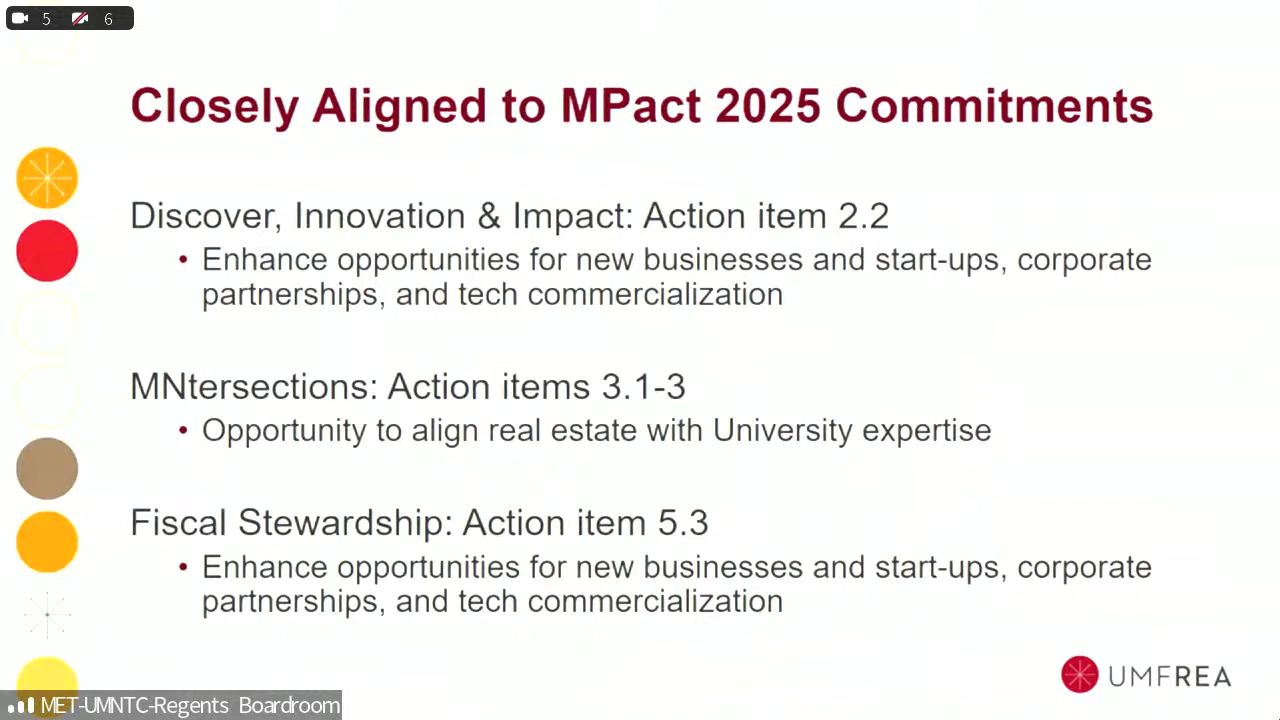 5 6
Closely Aligned to MPact 2025 Commitments
Discover, Innovation & Impact: Action item 2.2
• Enhance opportunities for new businesses and start-ups, corporate
partnerships, and tech commercialization
MNtersections: Action items 3.1-3
• Opportunity to align real estate with University expertise
Fiscal Stewardship: Action item 5.3
• Enhance opportunities for new businesses and start-ups, corporate
partnerships, and tech commercialization
UMFREA
MET-UMNTC-Regents Boardroom